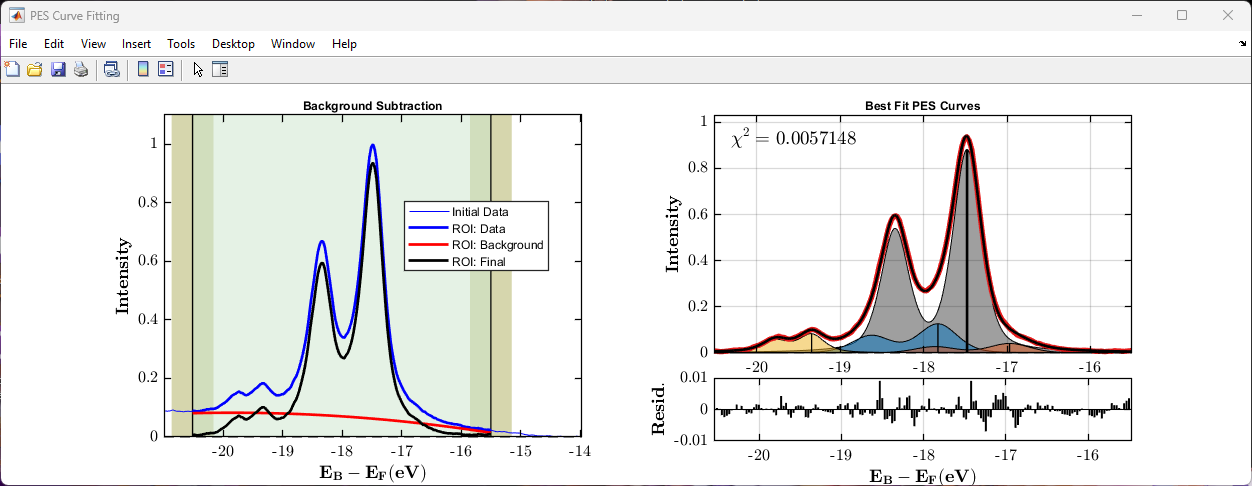 PES Curve Fitting
File Edit View Insert Tools Desktop Window Help
Background Subtraction
Intensity
1
0.8
0.6
0.4
0.2
0
-20 -19 -18 -17 -16 -15 -14
E_B − E_F(eV)
Initial Data
ROI: Data
ROI: Background
ROI: Final
Best Fit PES Curves
χ² = 0.0057148
Intensity
1
0.8
0.6
0.4
0.2
0
-20 -19 -18 -17 -16
Resid.
0.01
0
-0.01
-20 -19 -18 -17 -16
E_B − E_F(eV)